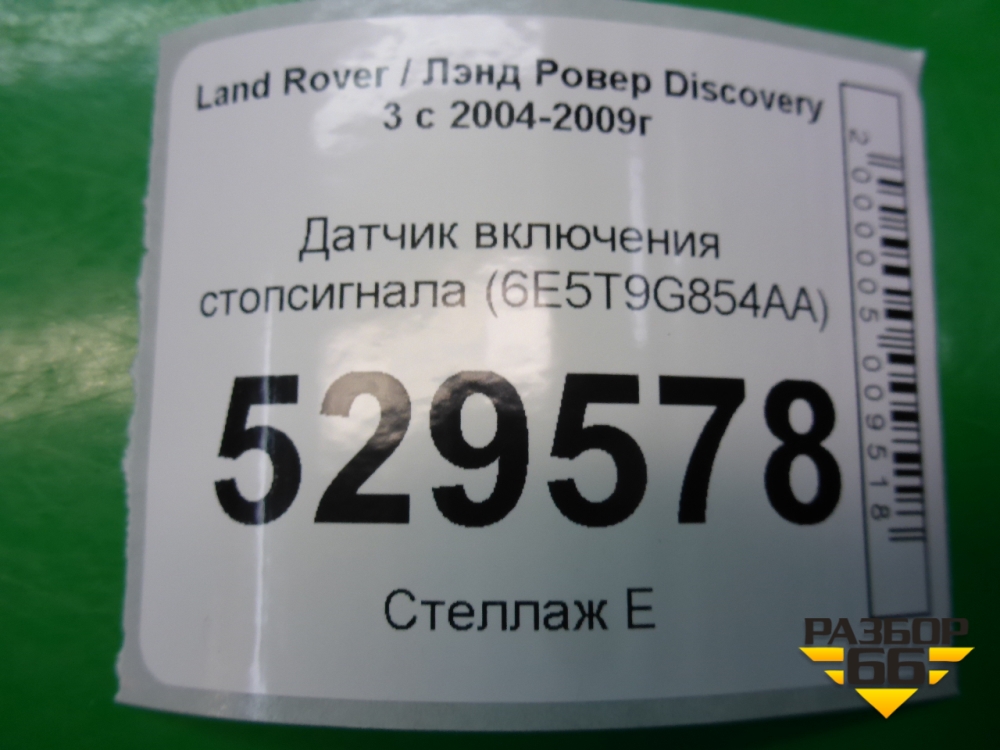 Land Rover / Лэнд Ровер Discovery
3 с 2004-2009г
Датчик включения
стопсигнала (6E5T9G854AA)
529578
Стеллаж Е
2000005009518
РАЗБОР
66